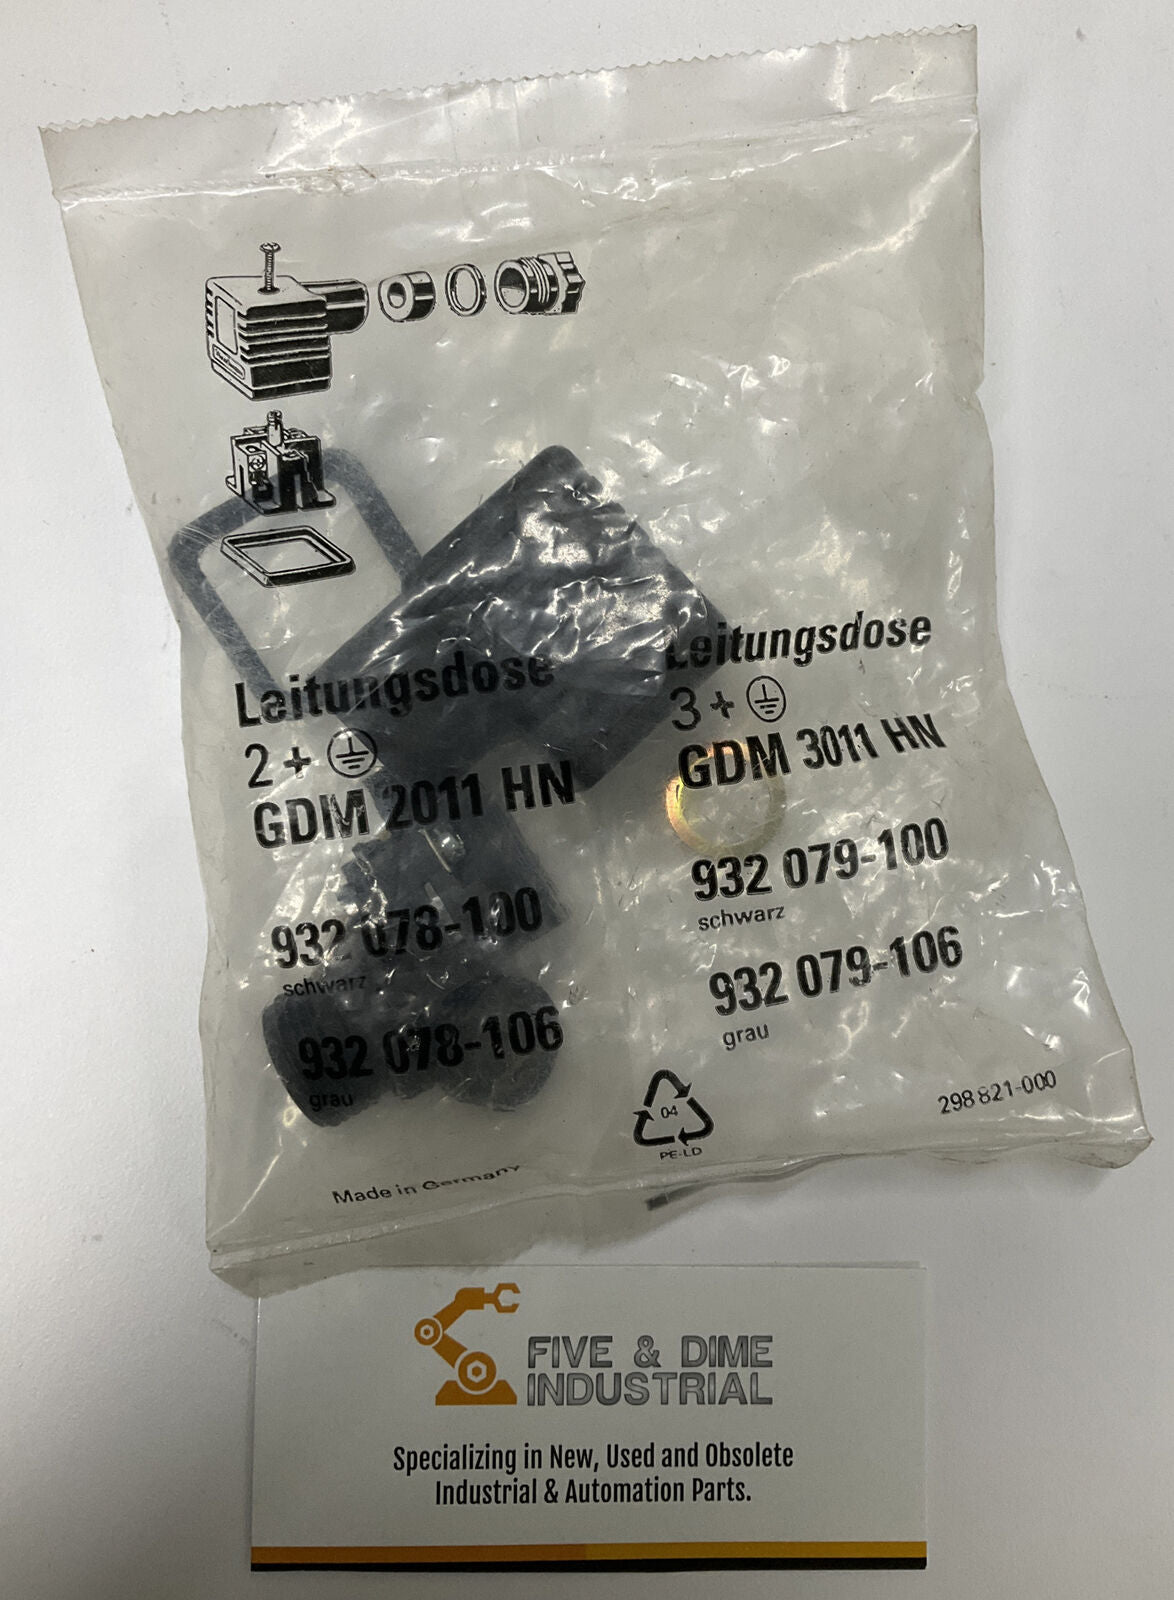 Leitungsdose
2 +
GDM 2011 HN
932 078-100
schwarz
932 078-106
grau
Made in Germany
Leitungsdose
3 +
GDM 3011 HN
932 079-100
schwarz
932 079-106
grau
04
PE-LD
298 821-000
FIVE & DIME
INDUSTRIAL
Specializing in New, Used and Obsolete
Industrial & Automation Parts.